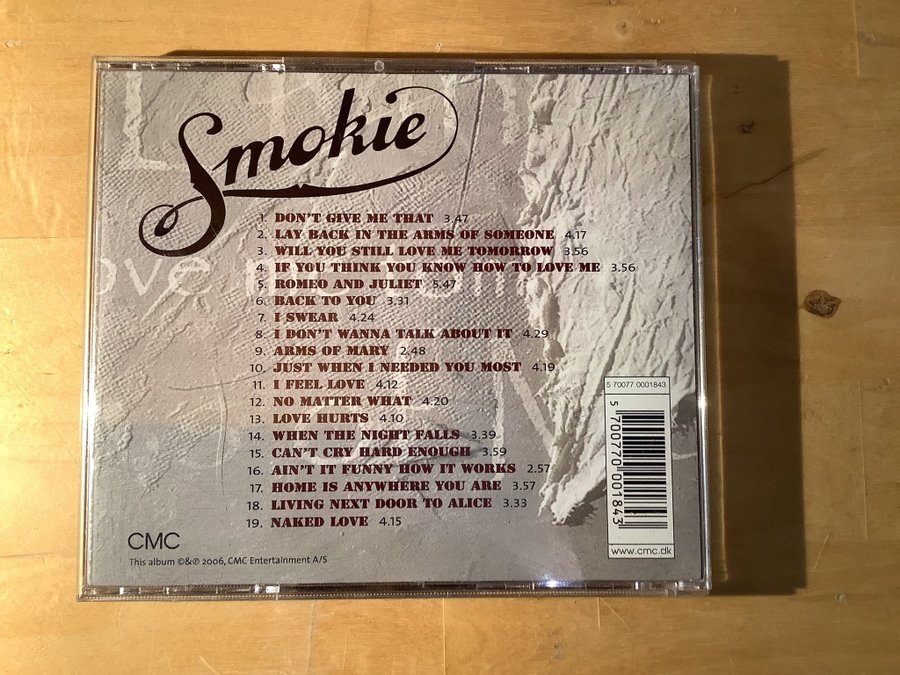 Smokie
1. DON'T GIVE ME THAT 3.47
2. LAY BACK IN THE ARMS OF SOMEONE 4.17
3. WILL YOU STILL LOVE ME TOMORROW 3.56
4. IF YOU THINK YOU KNOW HOW TO LOVE ME 3.56
5. ROMEO AND JULIET 5.47
6. BACK TO YOU 3.31
7. I SWEAR 4.24
8. I DON'T WANNA TALK ABOUT IT 4.29
9. ARMS OF MARY 2.48
10. JUST WHEN I NEEDED YOU MOST 4.19
11. I FEEL LOVE 4.12
12. NO MATTER WHAT 4.20
13. LOVE HURTS 4.10
14. WHEN THE NIGHT FALLS 3.39
15. CAN'T CRY HARD ENOUGH 3.59
16. AIN'T IT FUNNY HOW IT WORKS 2.57
17. HOME IS ANYWHERE YOU ARE 3.57
18. LIVING NEXT DOOR TO ALICE 3.33
19. NAKED LOVE 4.15
5 70077 0001843
5 700770 001843
www.cmc.dk
CMC
This album ©&℗ 2006, CMC Entertainment A/S